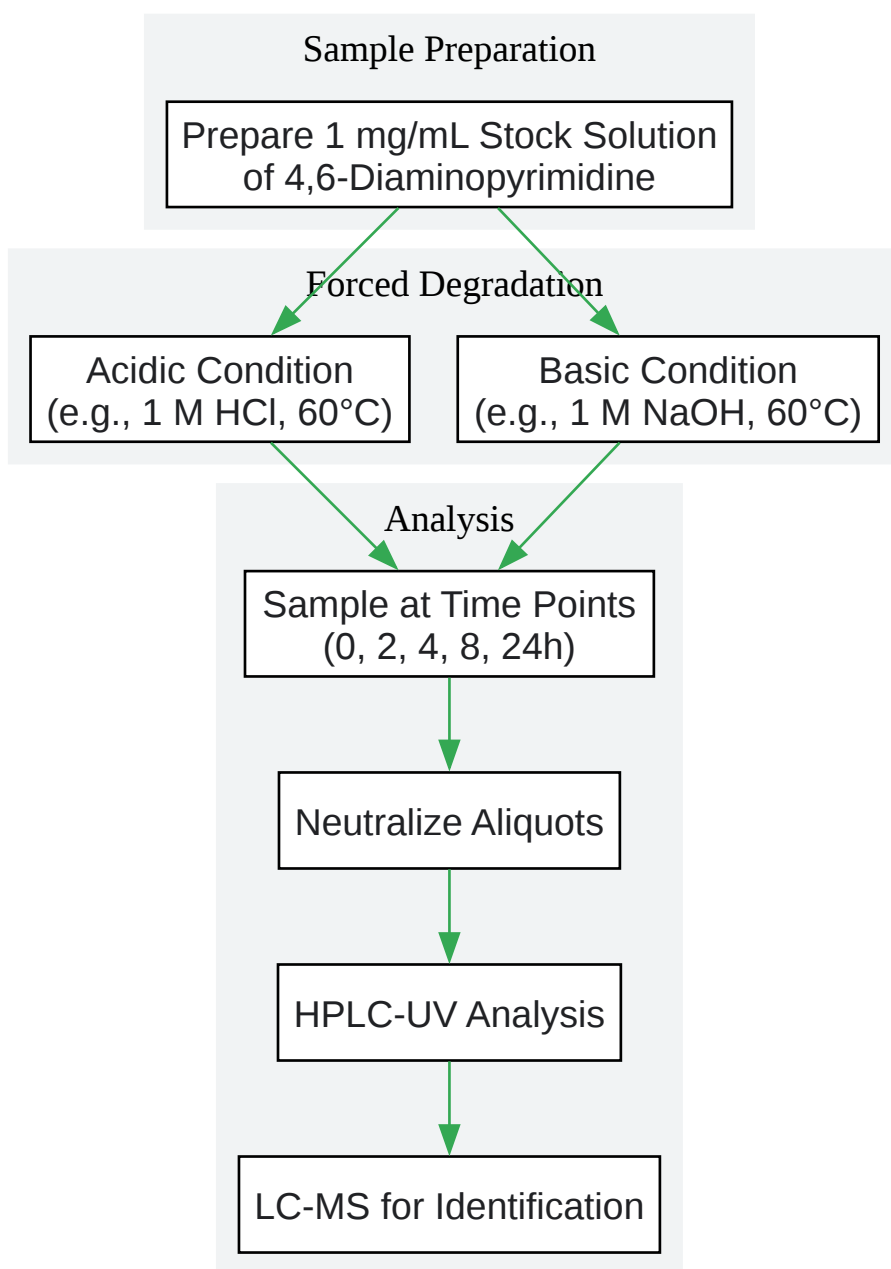 Sample Preparation
Prepare 1 mg/mL Stock Solution
of 4,6-Diaminopyrimidine
Forced Degradation
Acidic Condition
(e.g., 1 M HCl, 60°C)
Basic Condition
(e.g., 1 M NaOH, 60°C)
Analysis
Sample at Time Points
(0, 2, 4, 8, 24h)
Neutralize Aliquots
HPLC-UV Analysis
LC-MS for Identification